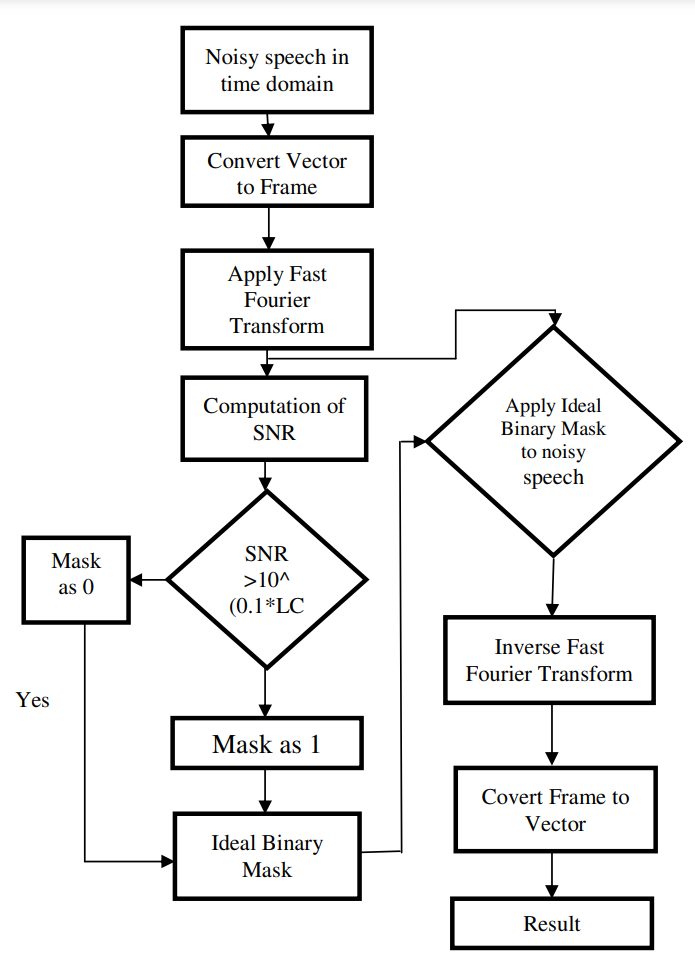 Noisy speech in
time domain
Convert Vector
to Frame
Apply Fast
Fourier
Transform
Computation of
SNR
SNR
>10^
(0.1*LC
Mask
as 0
Yes
Mask as 1
Ideal Binary
Mask
Apply Ideal
Binary Mask
to noisy
speech
Inverse Fast
Fourier Transform
Covert Frame to
Vector
Result